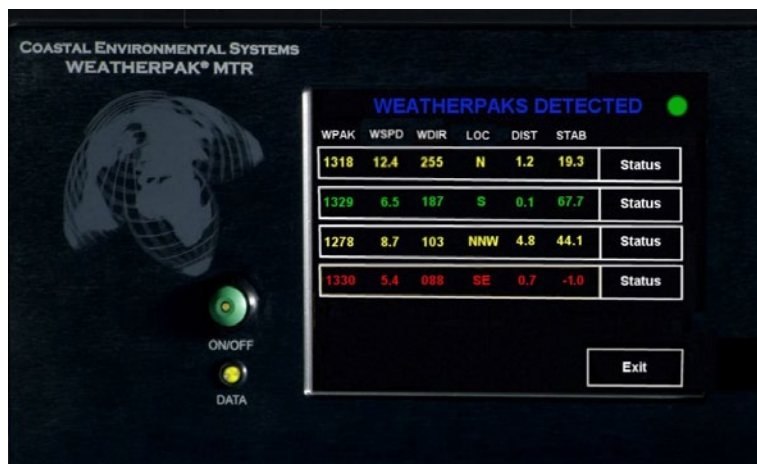 COASTAL ENVIRONMENTAL SYSTEMS
WEATHERPAK® MTR
WEATHERPAKS DETECTED
WPAK WSPD WDIR LOC DIST STAB
1318 12.4 255 N 1.2 19.3 Status
1329 6.5 187 S 0.1 67.7 Status
1278 8.7 103 NNW 4.8 44.1 Status
1330 5.4 088 SE 0.7 -1.0 Status
ON/OFF
Exit
DATA